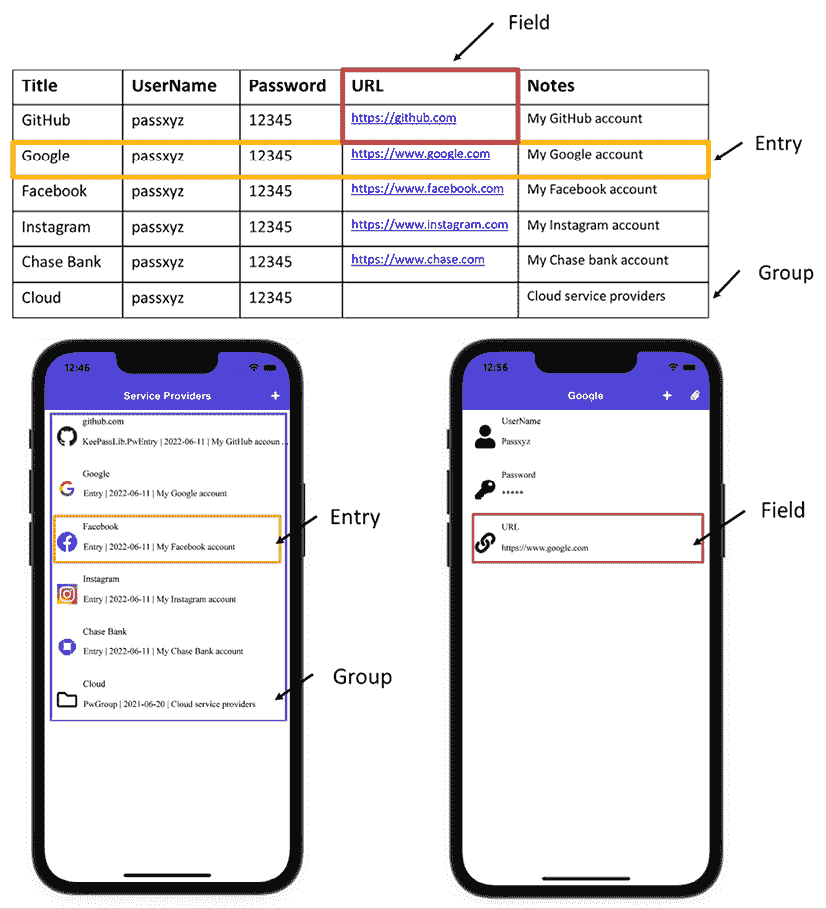 Field
Title UserName Password URL Notes
GitHub passxyz 12345 https://github.com My GitHub account
Google passxyz 12345 https://www.google.com My Google account
Entry
Facebook passxyz 12345 https://www.facebook.com My Facebook account
Instagram passxyz 12345 https://www.instagram.com My Instagram account
Chase Bank passxyz 12345 https://www.chase.com My Chase bank account
Group
Cloud passxyz 12345 Cloud service providers
12:46
Service Providers +
github.com
KeePassLib.PwEntry | 2022-06-11 | My GitHub accoun ...
Google
Entry | 2022-06-11 | My Google account
Facebook
Entry | 2022-06-11 | My Facebook account
Entry
Instagram
Entry | 2022-06-11 | My Instagram account
Chase Bank
Entry | 2022-06-11 | My Chase Bank account
Group
Cloud
PwGroup | 2021-06-20 | Cloud service providers
12:56
Google +
UserName
Passxyz
Password
*****
URL
https://www.google.com
Field